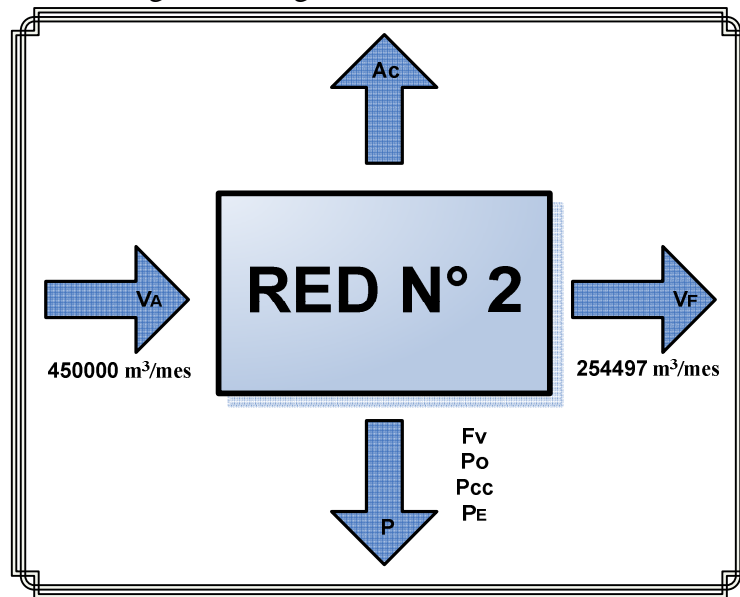 Ac
RED N° 2
VA
VF
450000 m³/mes
254497 m³/mes
Fv
Po
Pcc
PE
P